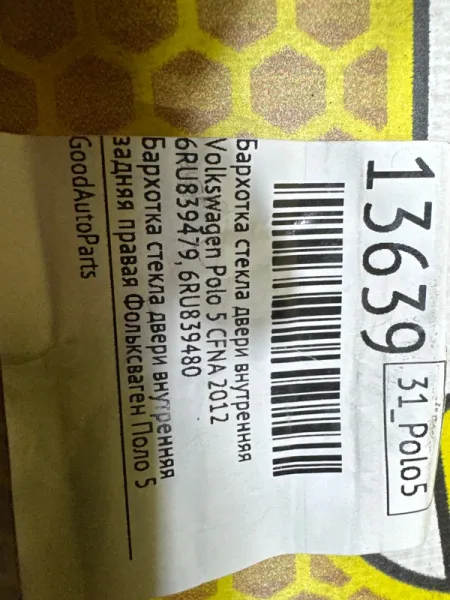 13639
31_Polo5
Бархотка стекла двери внутренняя
Volkswagen Polo 5 CFNA 2012
6RU839479, 6RU839480
Бархотка стекла двери внутренняя
задняя правая Фольксваген Поло 5
GoodAutoParts